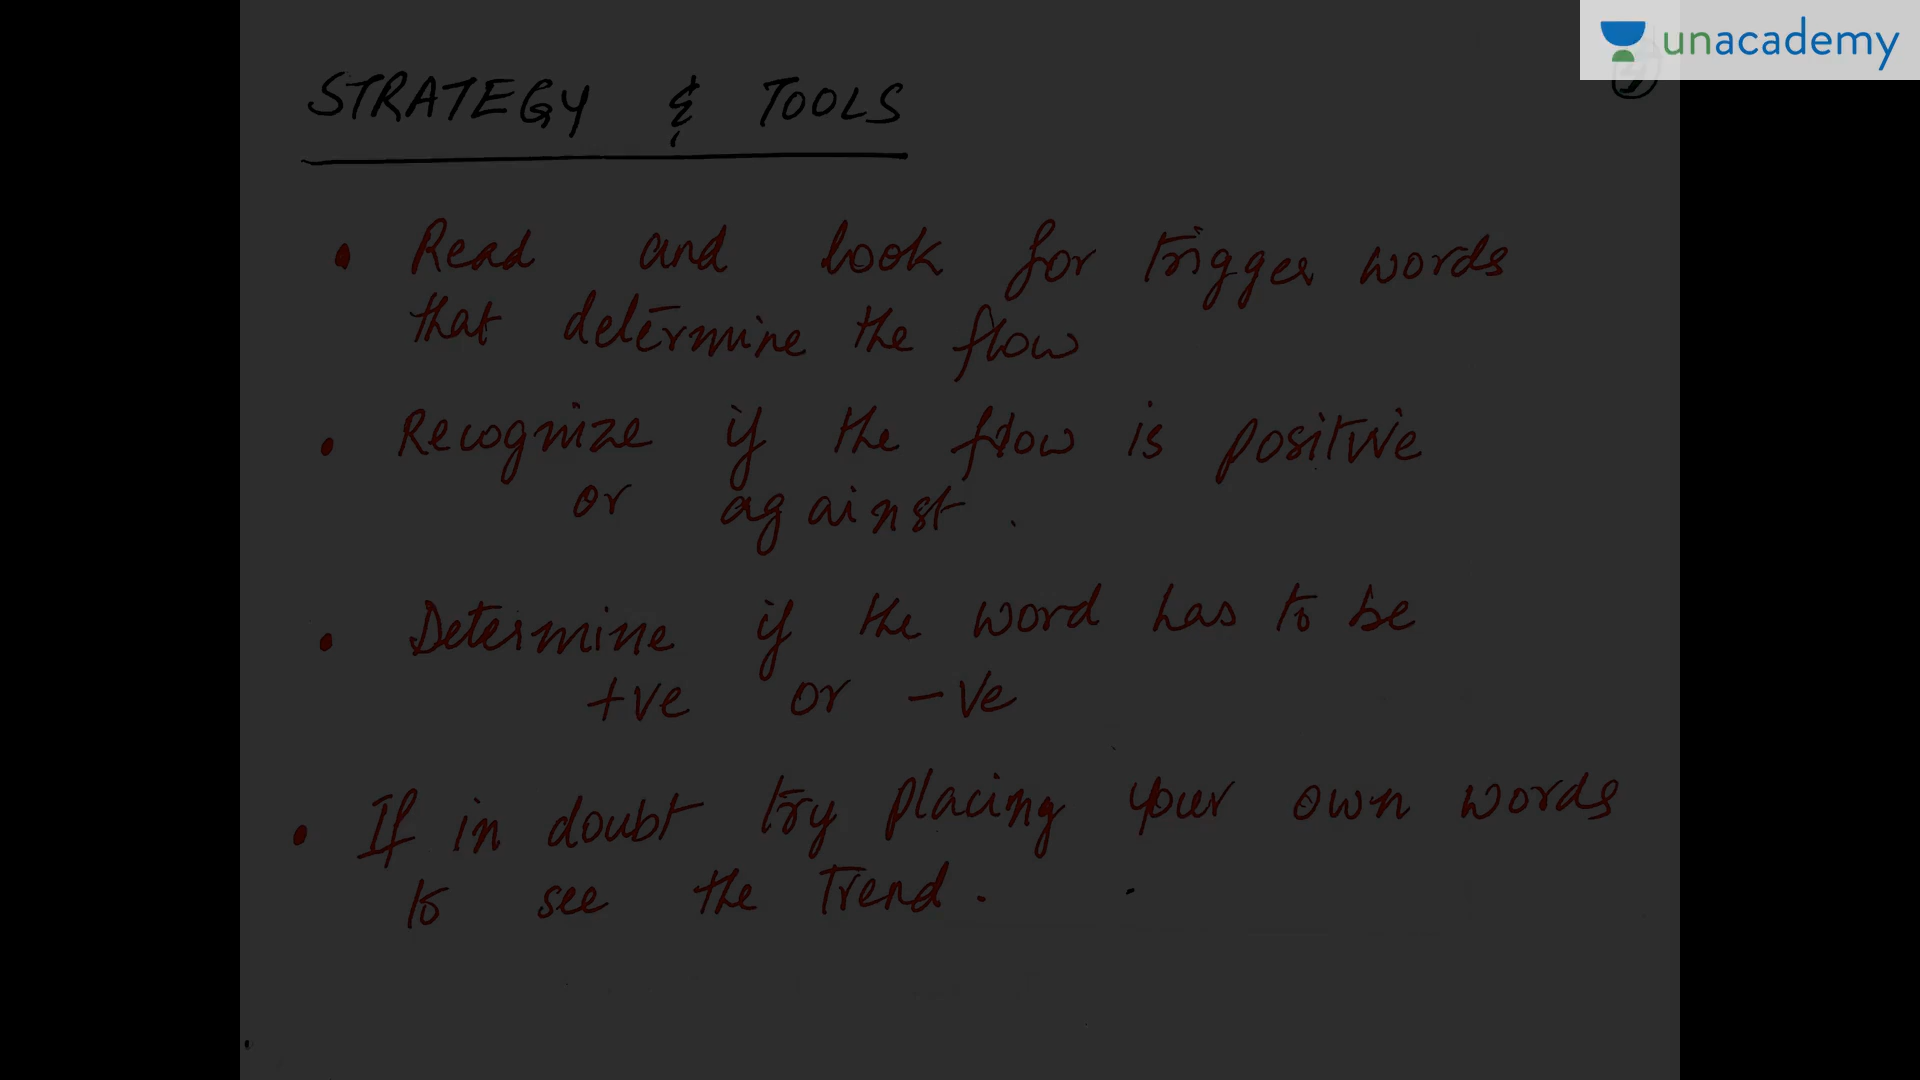 unacademy
STRATEGY & TOOLS
• Read and look for trigger words
that determine the flow
• Recognize if the flow is positive
or against.
• Determine if the word has to be
+ve or -ve
• If in doubt try placing your own words
to see the Trend.